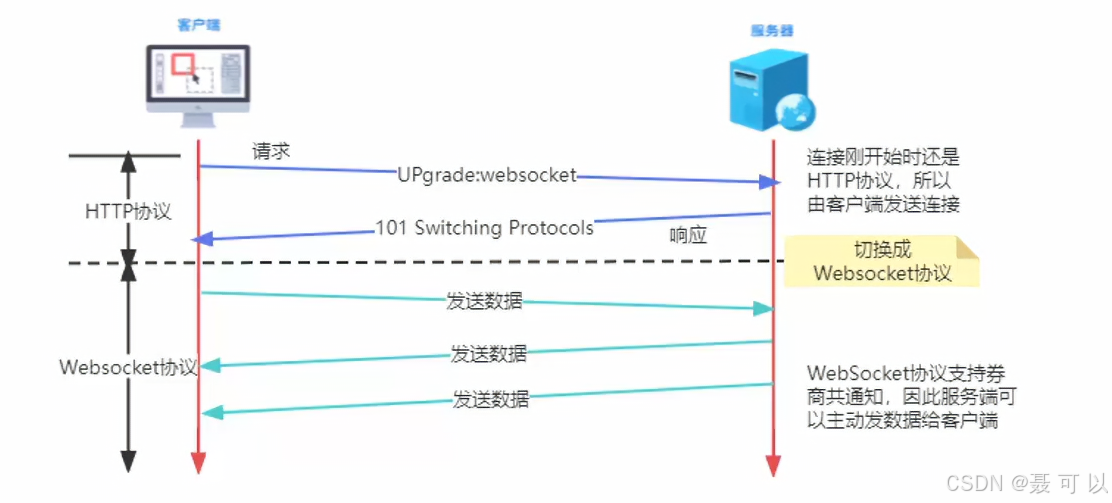 客户端
服务器
请求
UPgrade:websocket
连接刚开始时还是
HTTP协议，所以
由客户端发送连接
HTTP协议
101 Switching Protocols
响应
切换成
Websocket协议
发送数据
发送数据
Websocket协议
发送数据
WebSocket协议支持券
商共通知，因此服务端可
以主动发数据给客户端
CSDN @聂可以